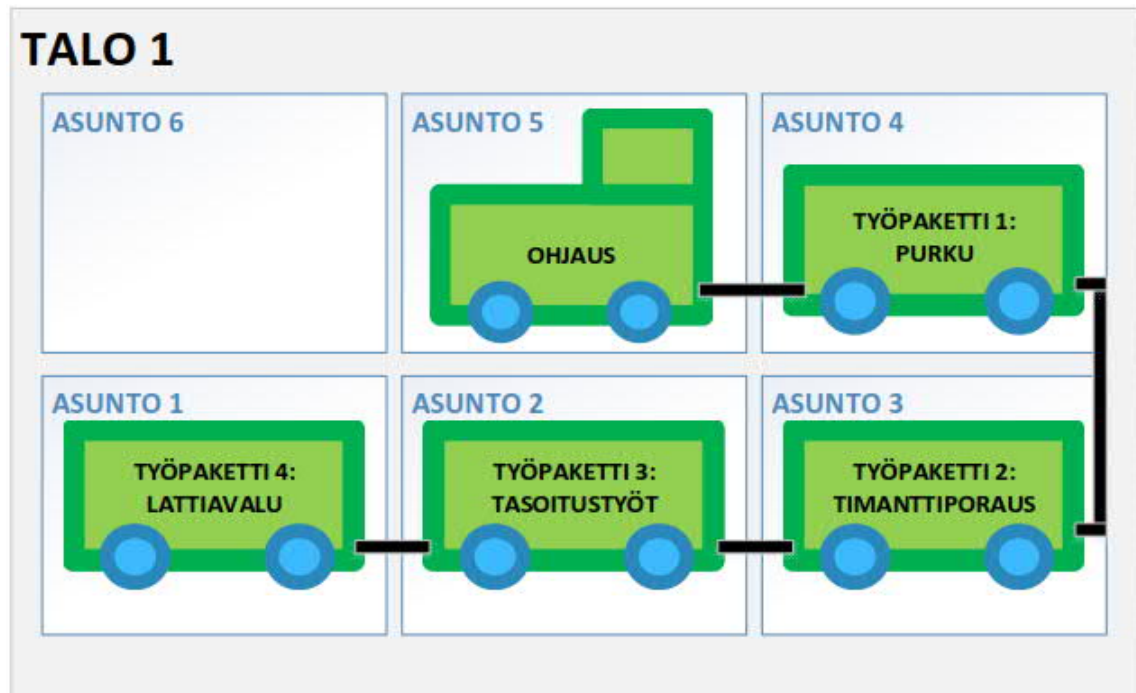 TALO 1
ASUNTO 6
ASUNTO 5
ASUNTO 4
OHJAUS
TYÖPAKETTI 1:
PURKU
ASUNTO 1
ASUNTO 2
ASUNTO 3
TYÖPAKETTI 4:
LATTIAVALU
TYÖPAKETTI 3:
TASOITUSTYÖT
TYÖPAKETTI 2:
TIMANTTIPORAUS